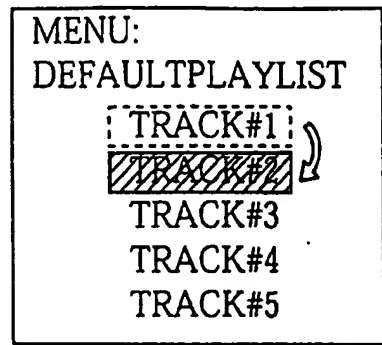 MENU:
DEFAULTPLAYLIST
TRACK#1
TRACK#2
TRACK#3
TRACK#4
TRACK#5